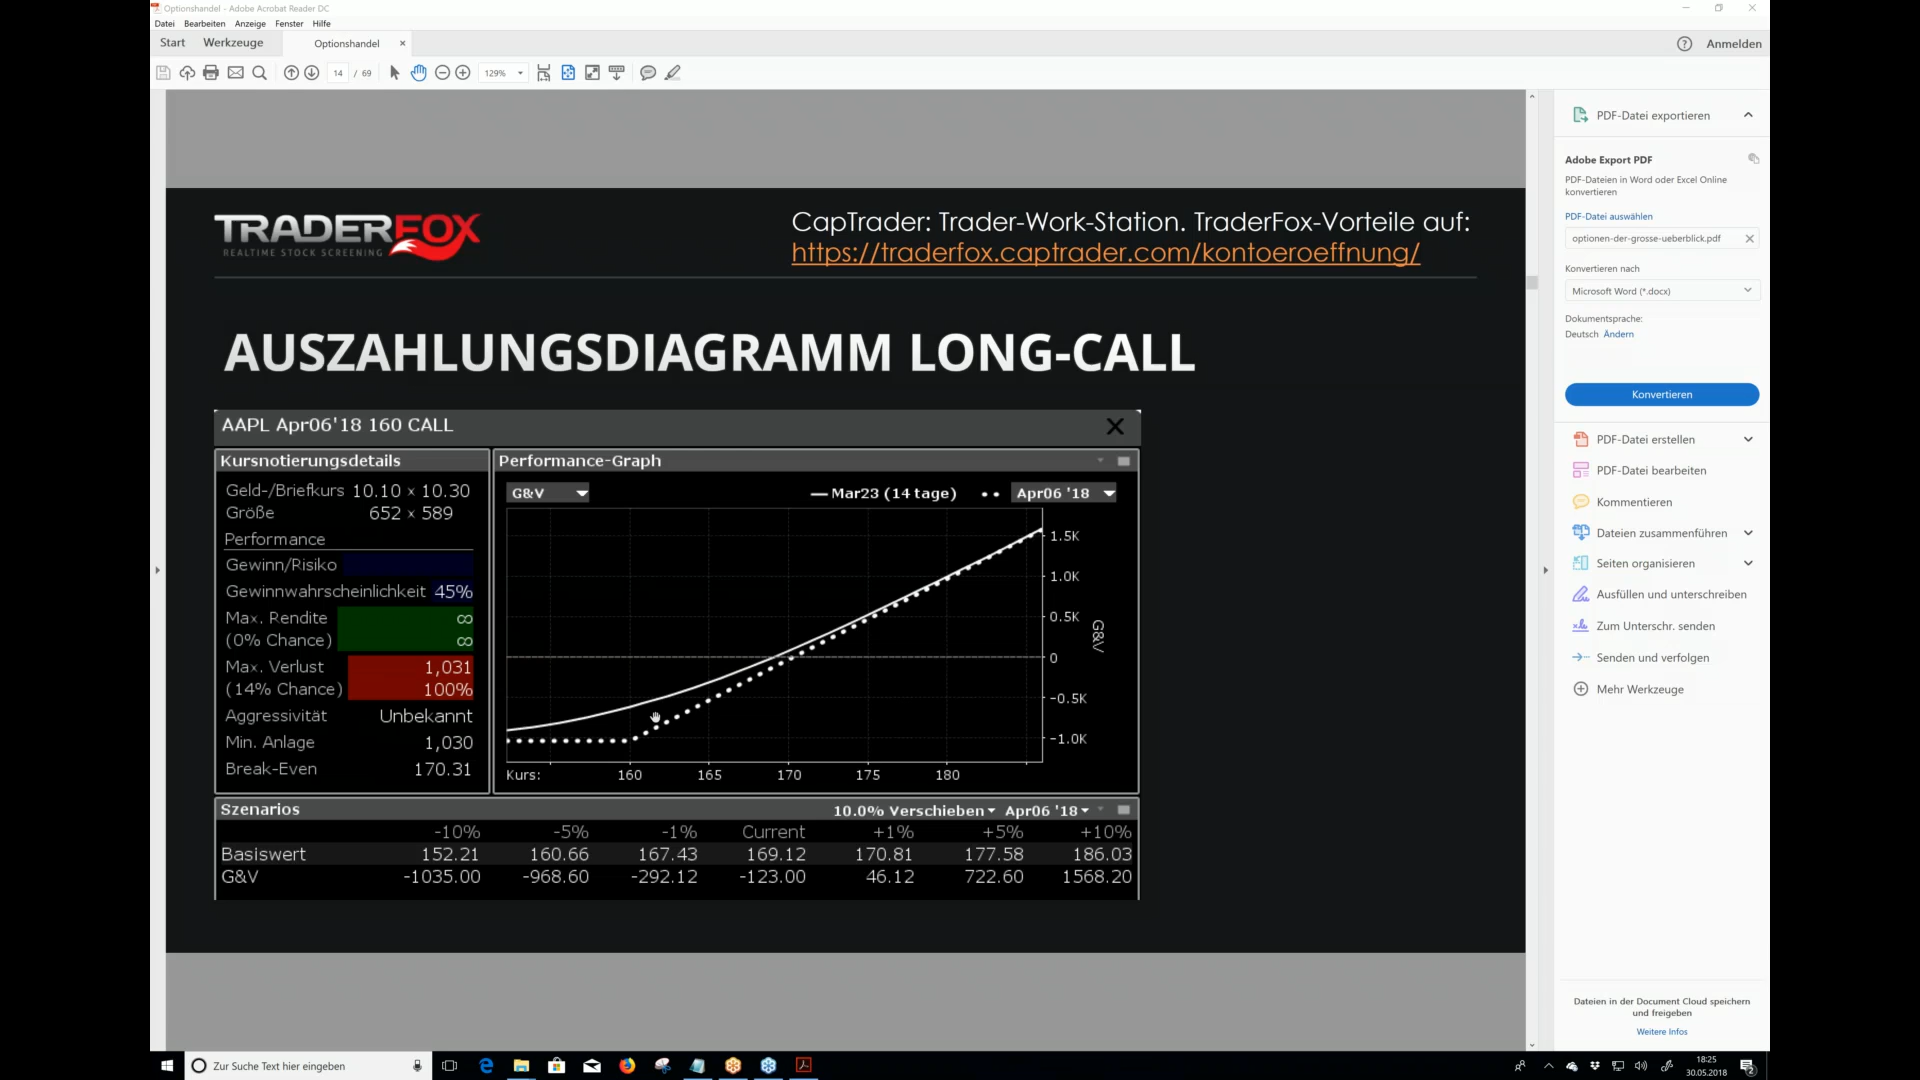 Optionshandel - Adobe Acrobat Reader DC
Datei Bearbeiten Anzeige Fenster Hilfe
Start Werkzeuge Optionshandel × Anmelden
14 / 69 129%
TRADERFOX
REALTIME STOCK SCREENING
CapTrader: Trader-Work-Station. TraderFox-Vorteile auf:
https://traderfox.captrader.com/kontoeroeffnung/
AUSZAHLUNGSDIAGRAMM LONG-CALL
AAPL Apr06'18 160 CALL
Kursnotierungsdetails
Geld-/Briefkurs 10.10 × 10.30
Größe 652 × 589
Performance
Gewinn/Risiko
Gewinnwahrscheinlichkeit 45%
Max. Rendite ∞
(0% Chance) ∞
Max. Verlust 1,031
(14% Chance) 100%
Aggressivität Unbekannt
Min. Anlage 1,030
Break-Even 170.31
Performance-Graph
G&V Mar23 (14 tage) Apr06 '18
1.5K
1.0K
0.5K
0
-0.5K
-1.0K
G&V
Kurs: 160 165 170 175 180
Szenarios 10.0% Verschieben Apr06 '18
-10% -5% -1% Current +1% +5% +10%
Basiswert 152.21 160.66 167.43 169.12 170.81 177.58 186.03
G&V -1035.00 -968.60 -292.12 -123.00 46.12 722.60 1568.20
PDF-Datei exportieren
Adobe Export PDF
PDF-Dateien in Word oder Excel Online
konvertieren
PDF-Datei auswählen
optionen-der-grosse-ueberblick.pdf
Konvertieren nach
Microsoft Word (*.docx)
Dokumentsprache:
Deutsch Ändern
Konvertieren
PDF-Datei erstellen
PDF-Datei bearbeiten
Kommentieren
Dateien zusammenführen
Seiten organisieren
Ausfüllen und unterschreiben
Zum Unterschr. senden
Senden und verfolgen
Mehr Werkzeuge
Dateien in der Document Cloud speichern
und freigeben
Weitere Infos
Zur Suche Text hier eingeben
18:25
30.05.2018
2